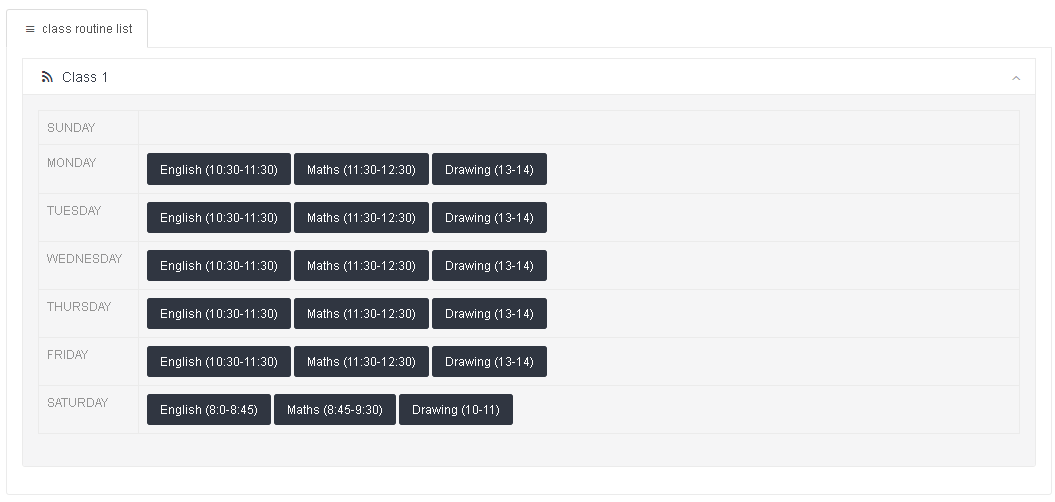 class routine list
Class 1
SUNDAY
MONDAY English (10:30-11:30) Maths (11:30-12:30) Drawing (13-14)
TUESDAY English (10:30-11:30) Maths (11:30-12:30) Drawing (13-14)
WEDNESDAY English (10:30-11:30) Maths (11:30-12:30) Drawing (13-14)
THURSDAY English (10:30-11:30) Maths (11:30-12:30) Drawing (13-14)
FRIDAY English (10:30-11:30) Maths (11:30-12:30) Drawing (13-14)
SATURDAY English (8:0-8:45) Maths (8:45-9:30) Drawing (10-11)